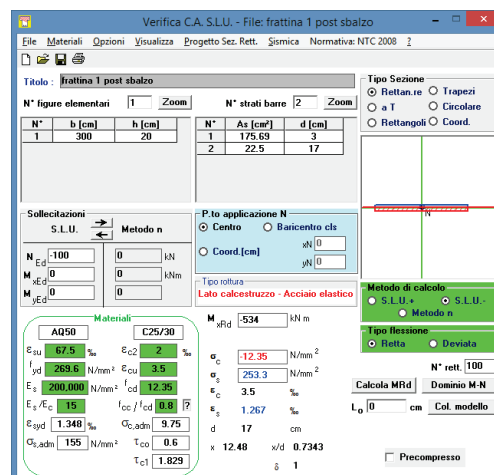 Verifica C.A. S.L.U. - File: frattina 1 post sbalzo
File Materiali Opzioni Visualizza Progetto Sez. Rett. Sismica Normativa: NTC 2008 ?
Titolo : frattina 1 post sbalzo
N° figure elementari 1 Zoom
N° strati barre 2 Zoom
N° b [cm] h [cm]
1 300 20
N° As [cm²] d [cm]
1 175.69 3
2 22.5 17
Tipo Sezione
Rettan.re Trapezi
a T Circolare
Rettangoli Coord.
N
Sollecitazioni
S.L.U. Metodo n
N Ed -100 0 kN
M xEd 0 0 kNm
M yEd 0 0
P.to applicazione N
Centro Baricentro cls
Coord.[cm] xN 0
yN 0
Tipo rottura
Lato calcestruzzo - Acciaio elastico
Metodo di calcolo
S.L.U.+ S.L.U.-
Metodo n
Tipo flessione
Retta Deviata
N° rett. 100
Calcola MRd Dominio M-N
L₀ 0 cm Col. modello
Precompresso
Materiali
AQ50 C25/30
εsu 67.5 ‰ εc2 2 ‰
fyd 269.6 N/mm² εcu 3.5
Es 200.000 N/mm² fcd 12.35
Es/Ec 15 fcc / fcd 0.8 ?
εsyd 1.348 ‰ σc,adm 9.75
σs,adm 155 N/mm² τco 0.6
τc1 1.829
M xRd -534 kN m
σc -12.35 N/mm²
σs 253.3 N/mm²
εc 3.5 ‰
εs 1.267 ‰
d 17 cm
x 12.48 x/d 0.7343
δ 1